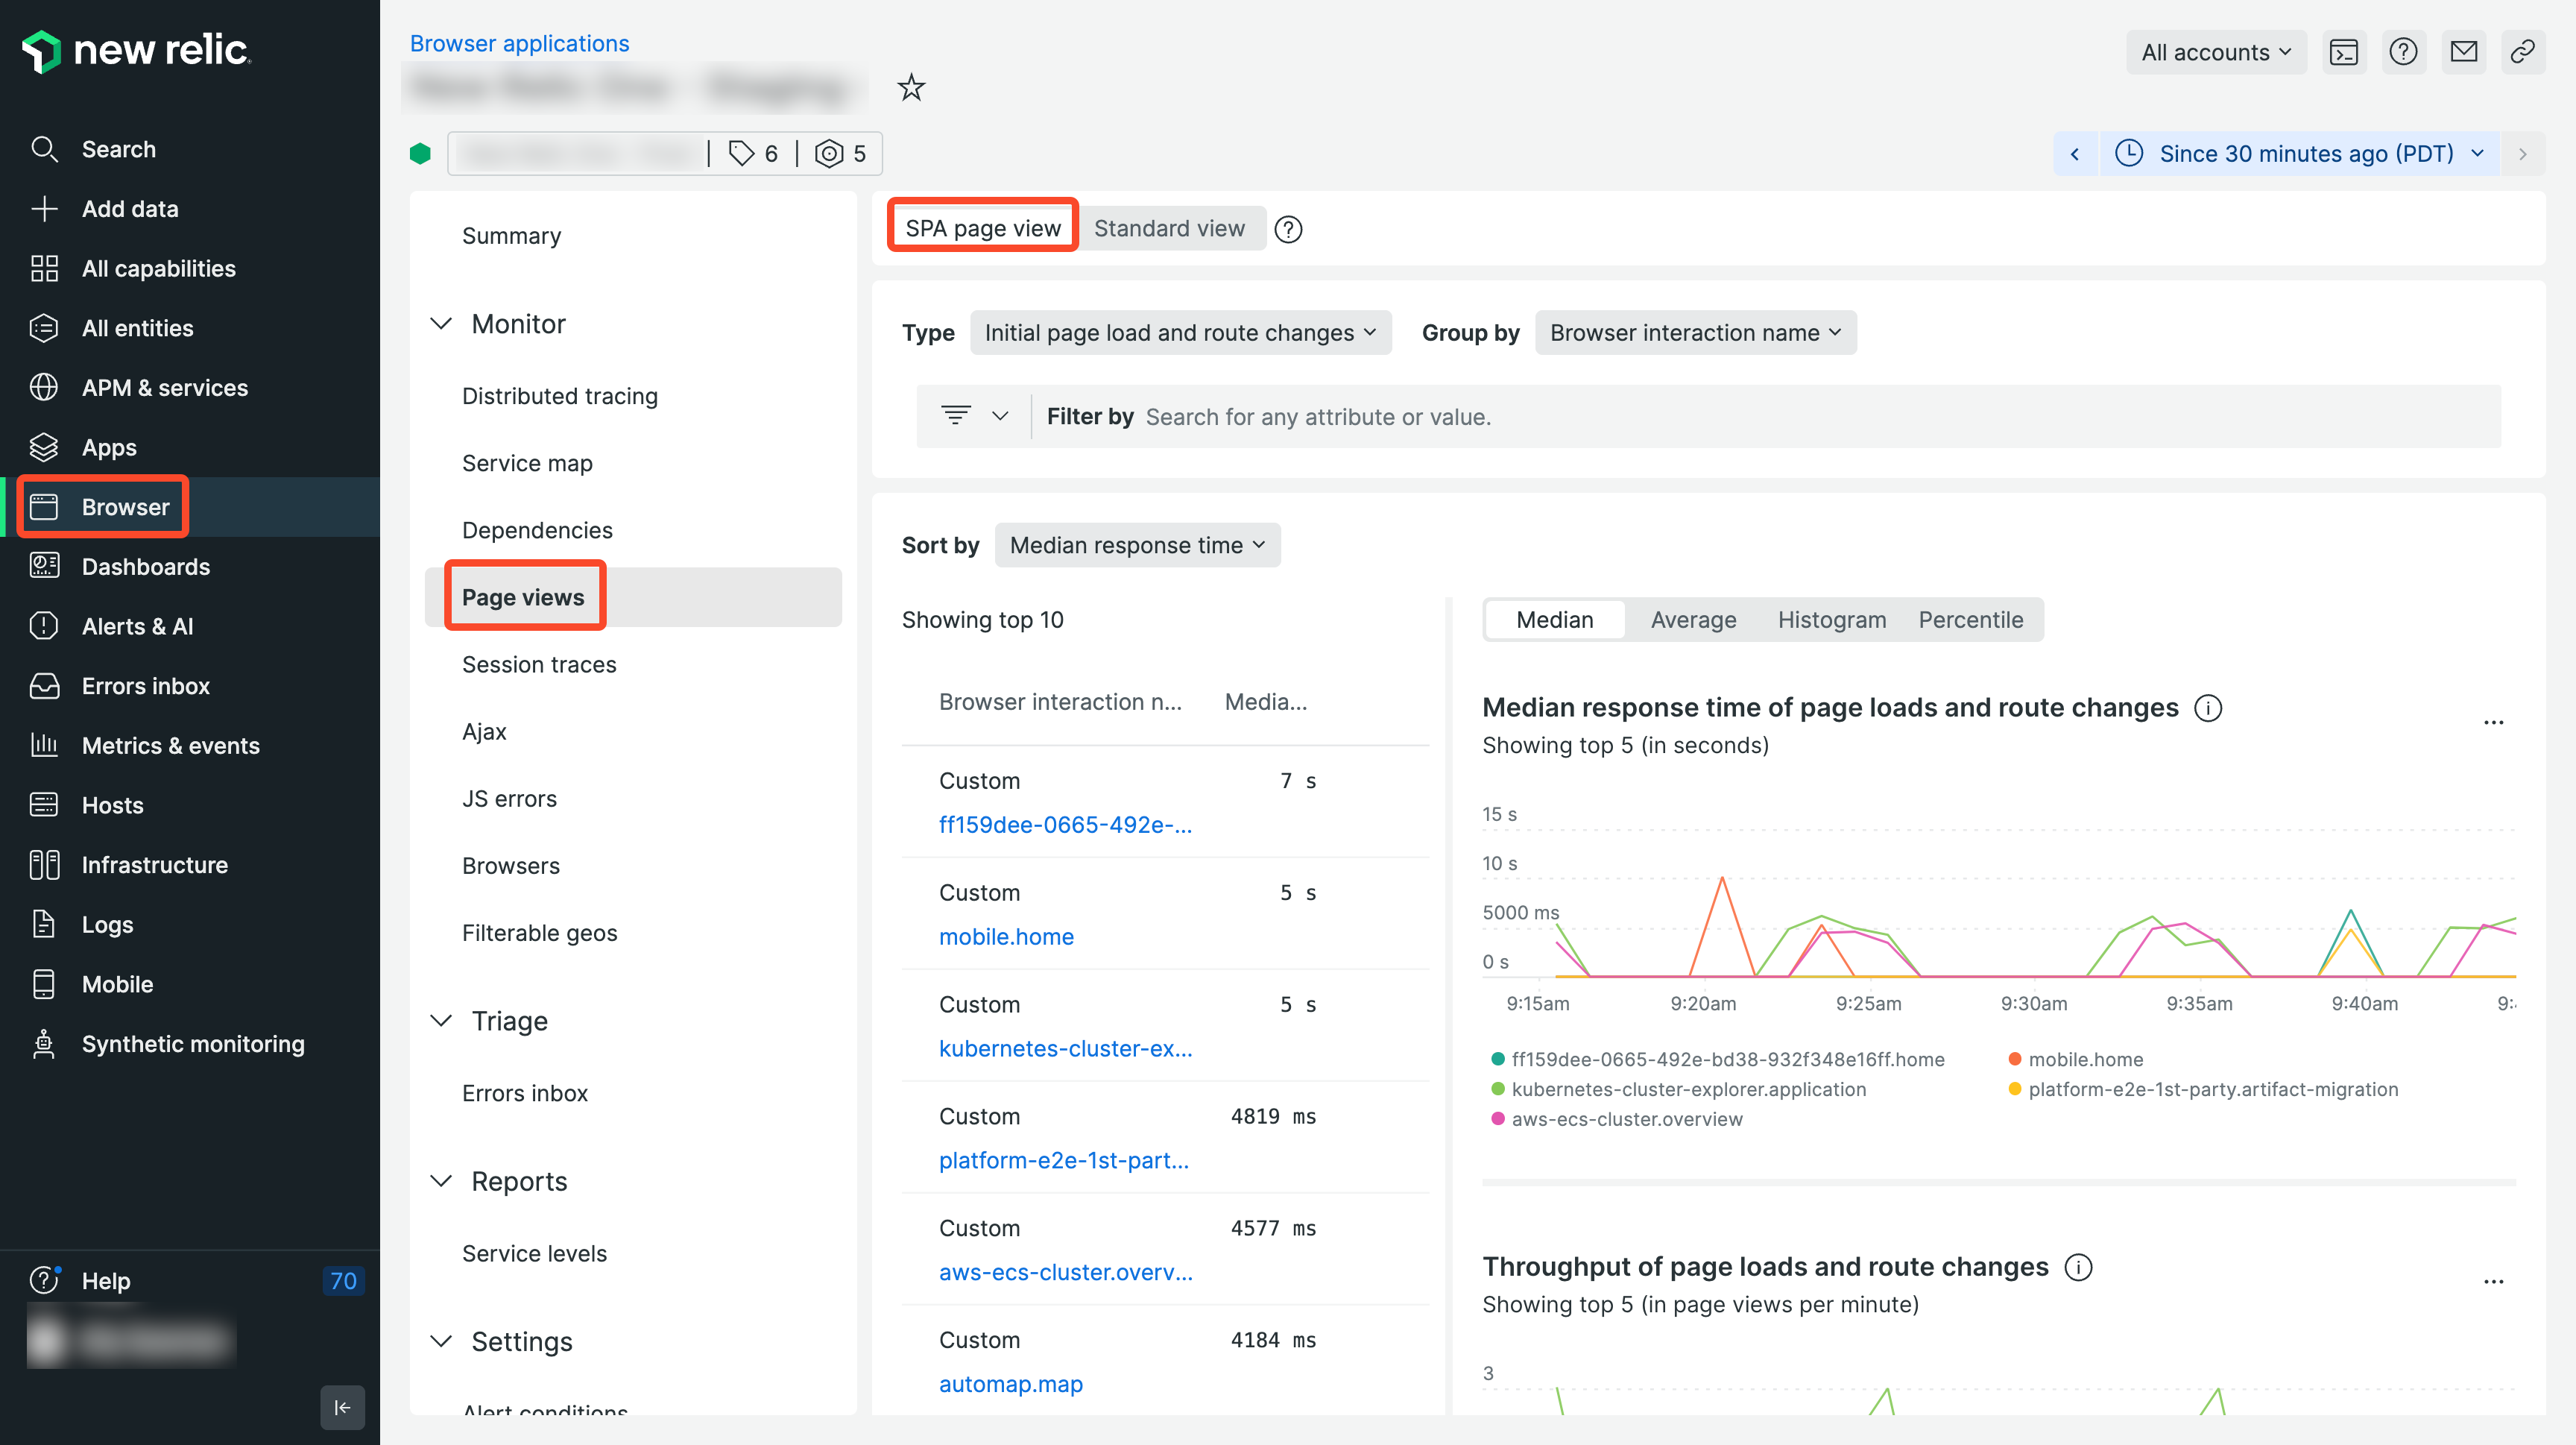 new relic
Search
Add data
All capabilities
All entities
APM & services
Apps
Browser
Dashboards
Alerts & AI
Errors inbox
Metrics & events
Hosts
Infrastructure
Logs
Mobile
Synthetic monitoring
Help 70
Browser applications
All accounts
6 5
Since 30 minutes ago (PDT)
Summary
Monitor
Distributed tracing
Service map
Dependencies
Page views
Session traces
Ajax
JS errors
Browsers
Filterable geos
Triage
Errors inbox
Reports
Service levels
Settings
Alert conditions
SPA page view Standard view
Type Initial page load and route changes Group by Browser interaction name
Filter by Search for any attribute or value.
Sort by Median response time
Showing top 10
Browser interaction n... Media...
Custom 7 s
ff159dee-0665-492e-...
Custom 5 s
mobile.home
Custom 5 s
kubernetes-cluster-ex...
Custom 4819 ms
platform-e2e-1st-part...
Custom 4577 ms
aws-ecs-cluster.overv...
Custom 4184 ms
automap.map
Median Average Histogram Percentile
Median response time of page loads and route changes
Showing top 5 (in seconds)
15 s
10 s
5000 ms
0 s
9:15am 9:20am 9:25am 9:30am 9:35am 9:40am
ff159dee-0665-492e-bd38-932f348e16ff.home mobile.home
kubernetes-cluster-explorer.application platform-e2e-1st-party.artifact-migration
aws-ecs-cluster.overview
Throughput of page loads and route changes
Showing top 5 (in page views per minute)
3